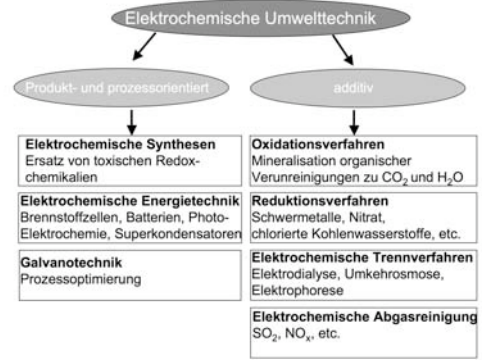 Elektrochemische Umwelttechnik
Produkt- und prozessorientiert
additiv
Elektrochemische Synthesen
Ersatz von toxischen Redox-
chemikalien
Elektrochemische Energietechnik
Brennstoffzellen, Batterien, Photo-
Elektrochemie, Superkondensatoren
Galvanotechnik
Prozessoptimierung
Oxidationsverfahren
Mineralisation organischer
Verunreinigungen zu CO₂ und H₂O
Reduktionsverfahren
Schwermetalle, Nitrat,
chlorierte Kohlenwasserstoffe, etc.
Elektrochemische Trennverfahren
Elektrodialyse, Umkehrosmose,
Elektrophorese
Elektrochemische Abgasreinigung
SO₂, NOₓ, etc.